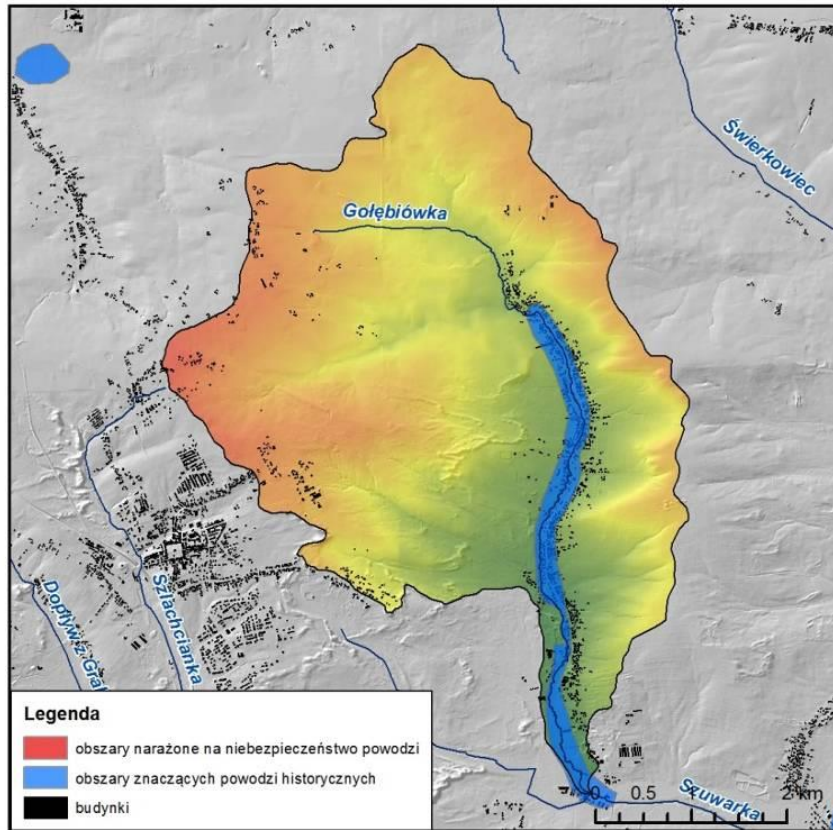 Świerkowiec
Gołębiówka
Szlachcianka
Dopływ z Gra
Legenda
obszary narażone na niebezpieczeństwo powodzi
obszary znaczących powodzi historycznych
budynki
Szuwarka
0 0.5 1 2 km